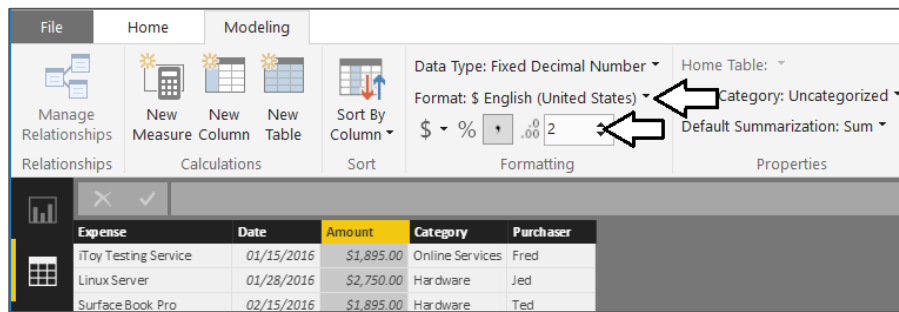 File Home Modeling
Data Type: Fixed Decimal Number Home Table:
Format: $ English (United States) Category: Uncategorized
$ % , .00 2 Default Summarization: Sum
Manage Relationships
New Measure
New Column
New Table
Sort By Column
Relationships Calculations Sort Formatting Properties
Expense Date Amount Category Purchaser
iToy Testing Service 01/15/2016 $1,895.00 Online Services Fred
Linux Server 01/28/2016 $2,750.00 Hardware Jed
Surface Book Pro 02/15/2016 $1,895.00 Hardware Ted